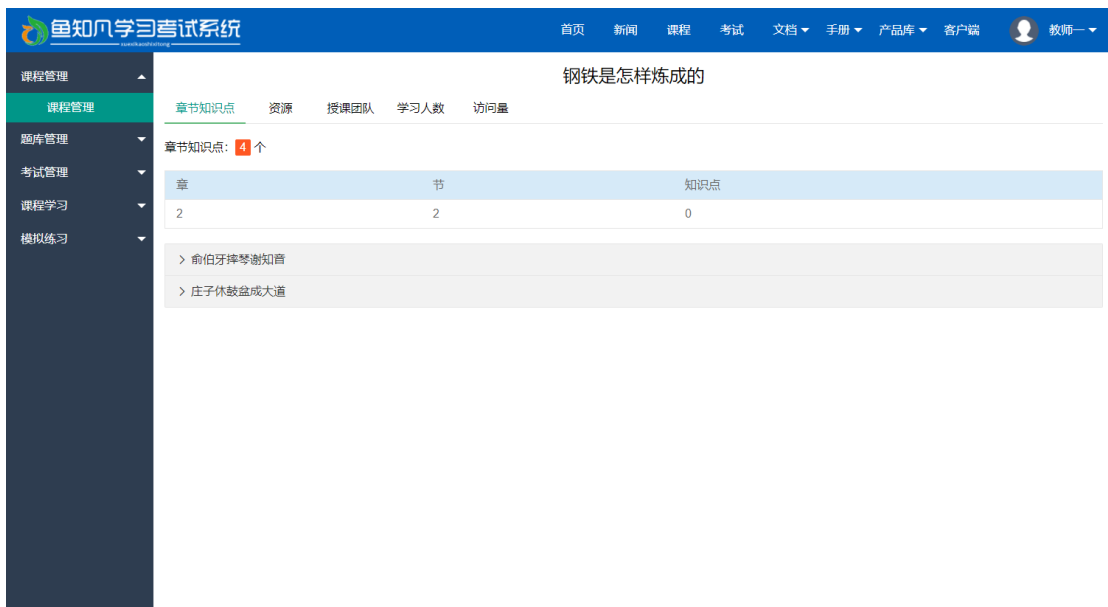 鱼知凡学习考试系统
xuexikaoshixitong
首页 新闻 课程 考试 文档 手册 产品库 客户端 教师一
课程管理
课程管理
题库管理
考试管理
课程学习
模拟练习
钢铁是怎样炼成的
章节知识点 资源 授课团队 学习人数 访问量
章节知识点: 4 个
章 节 知识点
2 2 0
俞伯牙摔琴谢知音
庄子休鼓盆成大道